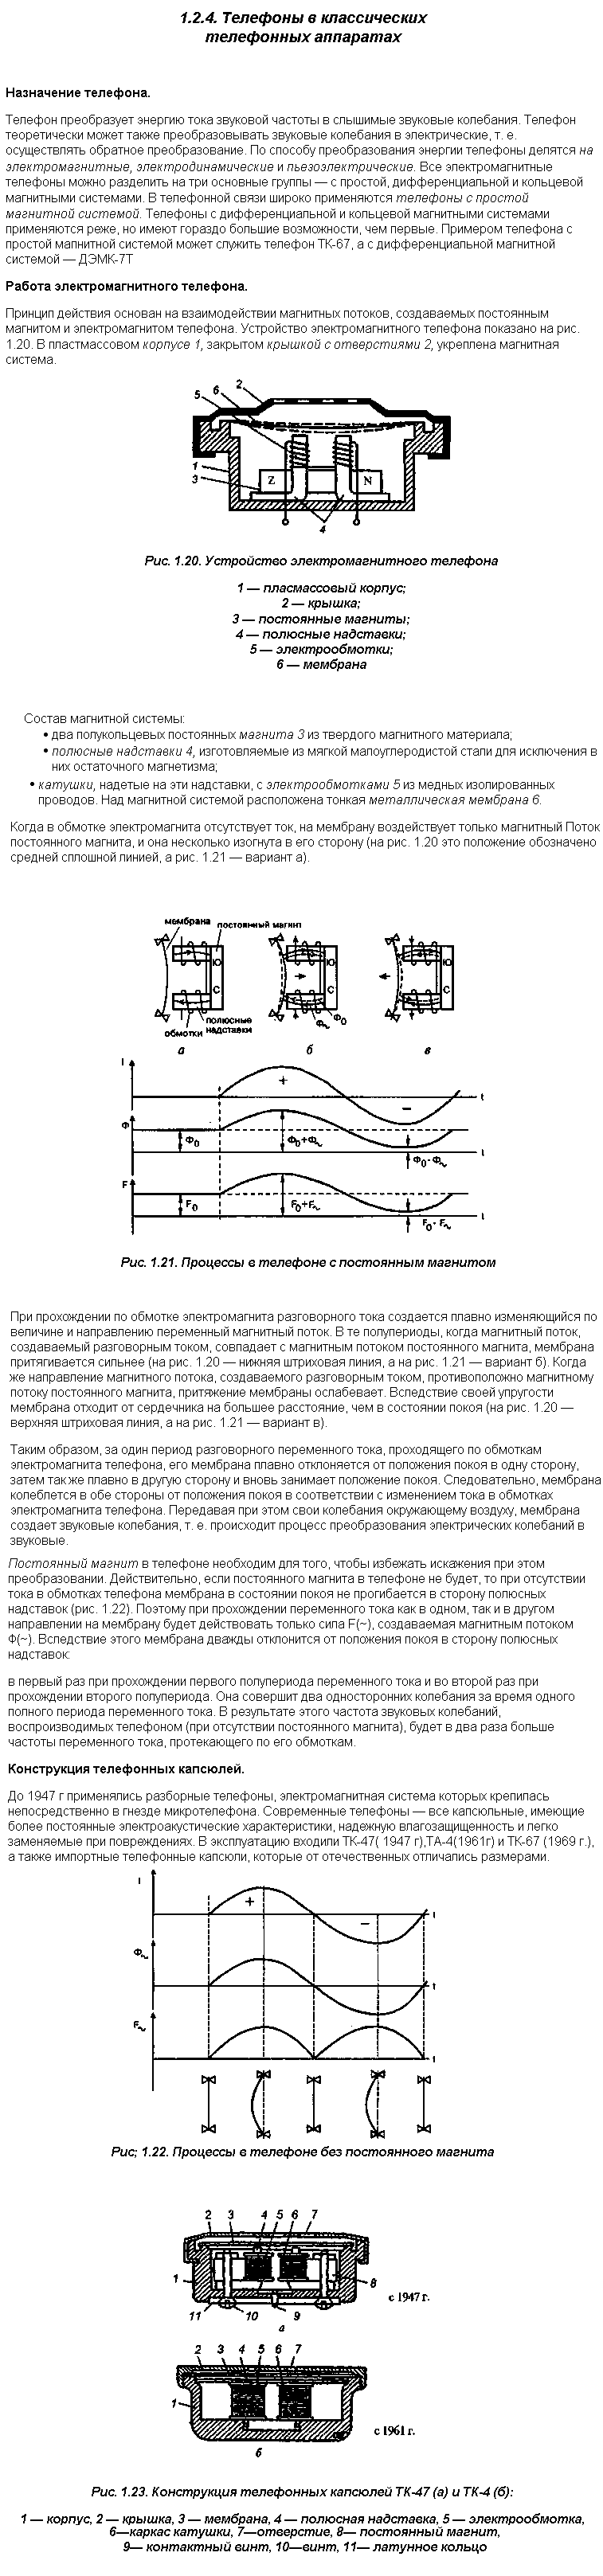 1.2.4. Телефоны в классических
телефонных аппаратах
Назначение телефона.
Телефон преобразует энергию тока звуковой частоты в слышимые звуковые колебания. Телефон
теоретически может также преобразовывать звуковые колебания в электрические, т. е.
осуществлять обратное преобразование. По способу преобразования энергии телефоны делятся на
электромагнитные, электродинамические и пьезоэлектрические. Все электромагнитные
телефоны можно разделить на три основные группы — с простой, дифференциальной и кольцевой
магнитными системами. В телефонной связи широко применяются телефоны с простой
магнитной системой. Телефоны с дифференциальной и кольцевой магнитными системами
применяются реже, но имеют гораздо большие возможности, чем первые. Примером телефона с
простой магнитной системой может служить телефон ТК-67, а с дифференциальной магнитной
системой — ДЭМК-7Т
Работа электромагнитного телефона.
Принцип действия основан на взаимодействии магнитных потоков, создаваемых постоянным
магнитом и электромагнитом телефона. Устройство электромагнитного телефона показано на рис.
1.20. В пластмассовом корпусе 1, закрытом крышкой с отверстиями 2, укреплена магнитная
система.
5 6 2
1
3
Z N
4
Рис. 1.20. Устройство электромагнитного телефона
1 — пласмассовый корпус;
2 — крышка;
3 — постоянные магниты;
4 — полюсные надставки;
5 — электрообмотки;
6 — мембрана
Состав магнитной системы:
• два полукольцевых постоянных магнита 3 из твердого магнитного материала;
• полюсные надставки 4, изготовляемые из мягкой малоуглеродистой стали для исключения в
них остаточного магнетизма;
• катушки, надетые на эти надставки, с электрообмотками 5 из медных изолированных
проводов. Над магнитной системой расположена тонкая металлическая мембрана 6.
Когда в обмотке электромагнита отсутствует ток, на мембрану воздействует только магнитный Поток
постоянного магнита, и она несколько изогнута в его сторону (на рис. 1.20 это положение обозначено
средней сплошной линией, а рис. 1.21 — вариант а).
мембрана постоянный магнит
Ю Ю Ю
С С С
полюсные надставки
обмотки
Ф~ Ф0
а б в
I + − t
Ф Ф0 Ф0+Ф~ Ф0-Ф~ t
F F0 F0+F~ F0-F~ t
Рис. 1.21. Процессы в телефоне с постоянным магнитом
При прохождении по обмотке электромагнита разговорного тока создается плавно изменяющийся по
величине и направлению переменный магнитный поток. В те полупериоды, когда магнитный поток,
создаваемый разговорным током, совпадает с магнитным потоком постоянного магнита, мембрана
притягивается сильнее (на рис. 1.20 — нижняя штриховая линия, а на рис. 1.21 — вариант б). Когда
же направление магнитного потока, создаваемого разговорным током, противоположно магнитному
потоку постоянного магнита, притяжение мембраны ослабевает. Вследствие своей упругости
мембрана отходит от сердечника на большее расстояние, чем в состоянии покоя (на рис. 1.20 —
верхняя штриховая линия, а на рис. 1.21 — вариант в).
Таким образом, за один период разговорного переменного тока, проходящего по обмоткам
электромагнита телефона, его мембрана плавно отклоняется от положения покоя в одну сторону,
затем так же плавно в другую сторону и вновь занимает положение покоя. Следовательно, мембрана
колеблется в обе стороны от положения покоя в соответствии с изменением тока в обмотках
электромагнита телефона. Передавая при этом свои колебания окружающему воздуху, мембрана
создает звуковые колебания, т. е. происходит процесс преобразования электрических колебаний в
звуковые.
Постоянный магнит в телефоне необходим для того, чтобы избежать искажения при этом
преобразовании. Действительно, если постоянного магнита в телефоне не будет, то при отсутствии
тока в обмотках телефона мембрана в состоянии покоя не прогибается в сторону полюсных
надставок (рис. 1.22). Поэтому при прохождении переменного тока как в одном, так и в другом
направлении на мембрану будет действовать только сила F(~), создаваемая магнитным потоком
Ф(~). Вследствие этого мембрана дважды отклонится от положения покоя в сторону полюсных
надставок:
в первый раз при прохождении первого полупериода переменного тока и во второй раз при
прохождении второго полупериода. Она совершит два односторонних колебания за время одного
полного периода переменного тока. В результате этого частота звуковых колебаний,
воспроизводимых телефоном (при отсутствии постоянного магнита), будет в два раза больше
частоты переменного тока, протекающего по его обмоткам.
Конструкция телефонных капсюлей.
До 1947 г применялись разборные телефоны, электромагнитная система которых крепилась
непосредственно в гнезде микротелефона. Современные телефоны — все капсюльные, имеющие
более постоянные электроакустические характеристики, надежную влагозащищенность и легко
заменяемые при повреждениях. В эксплуатацию входили ТК-47( 1947 г),ТА-4(1961г) и ТК-67 (1969 г.),
а также импортные телефонные капсюли, которые от отечественных отличались размерами.
I + − t
Ф~ t
F~ t
Рис; 1.22. Процессы в телефоне без постоянного магнита
2 3 4 5 6 7
1 8
11 10 9
с 1947 г.
а
2 3 4 5 6 7
1
с 1961 г.
б
Рис. 1.23. Конструкция телефонных капсюлей ТК-47 (а) и ТК-4 (б):
1 — корпус, 2 — крышка, 3 — мембрана, 4 — полюсная надставка, 5 — электрообмотка,
6—каркас катушки, 7—отверстие, 8— постоянный магнит,
9— контактный винт, 10—винт, 11— латунное кольцо